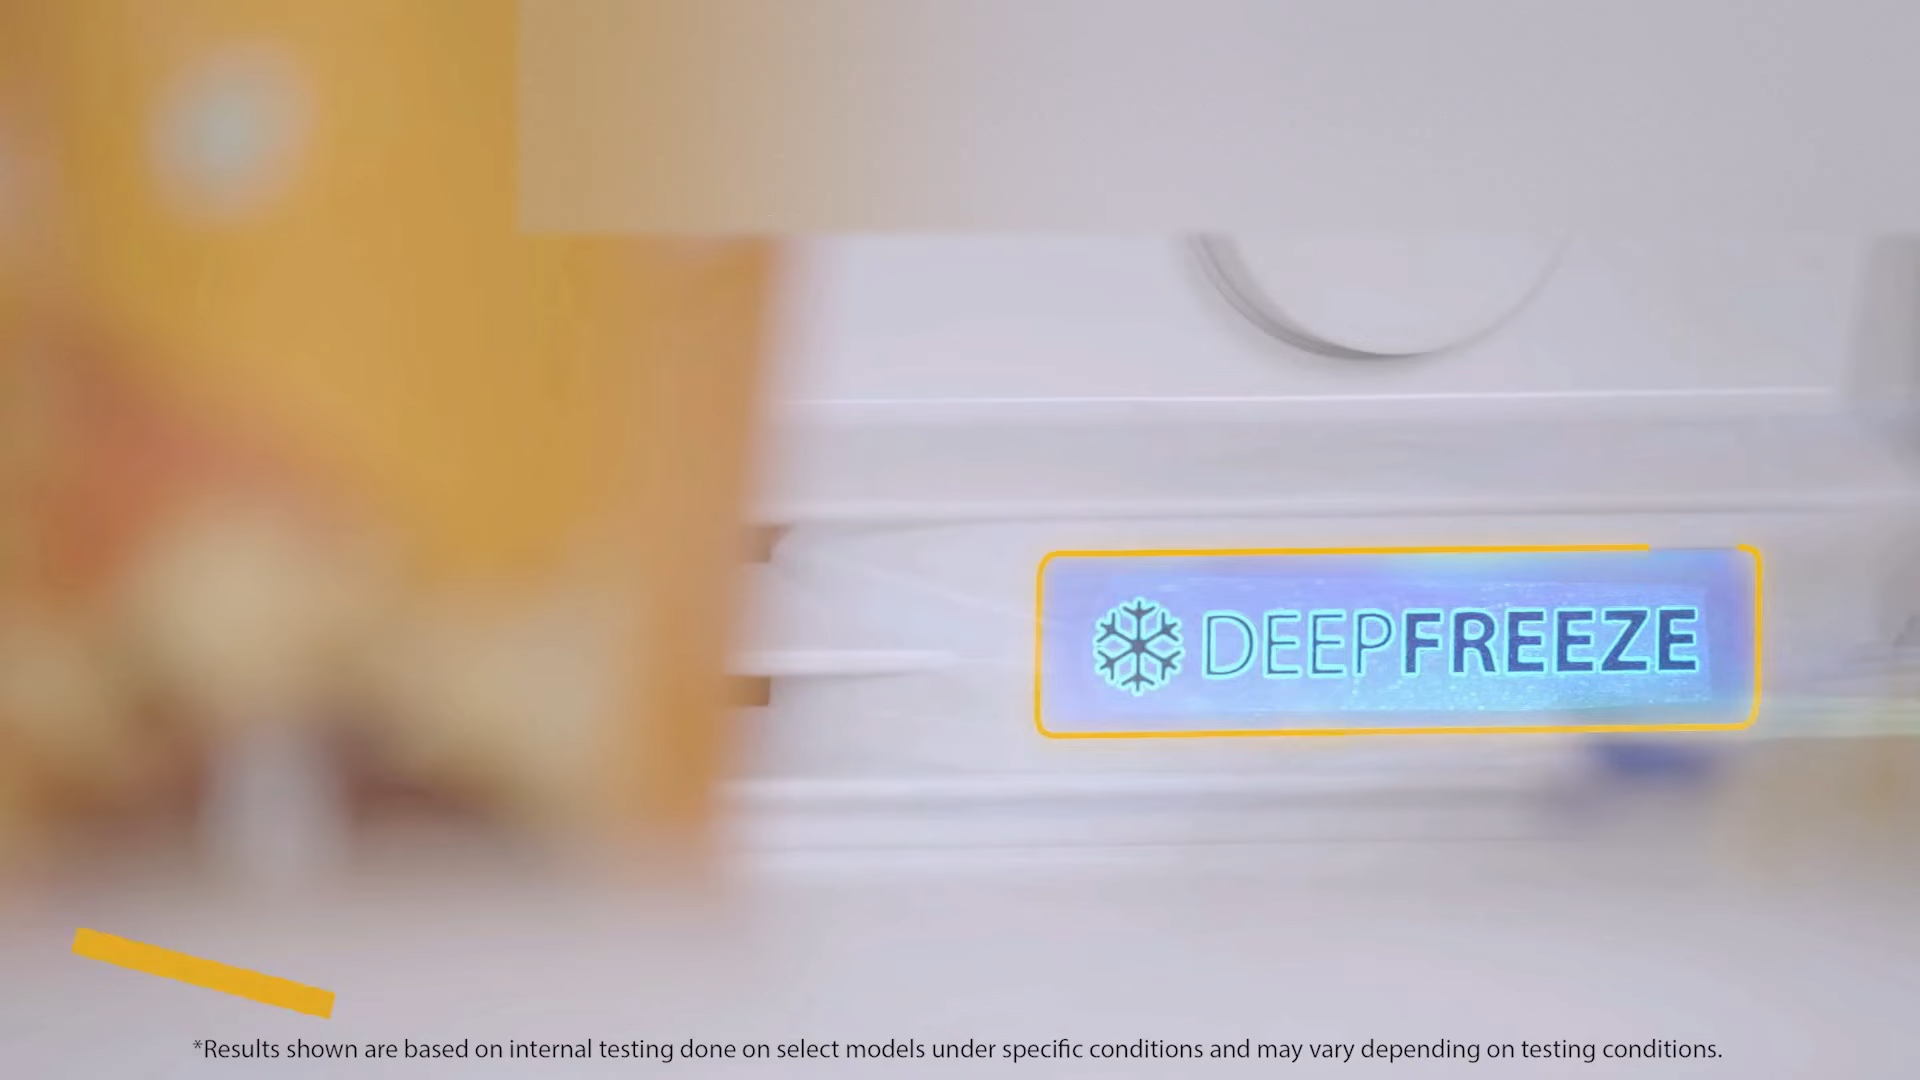 DEEPFREEZE
*Results shown are based on internal testing done on select models under specific conditions and may vary depending on testing conditions.